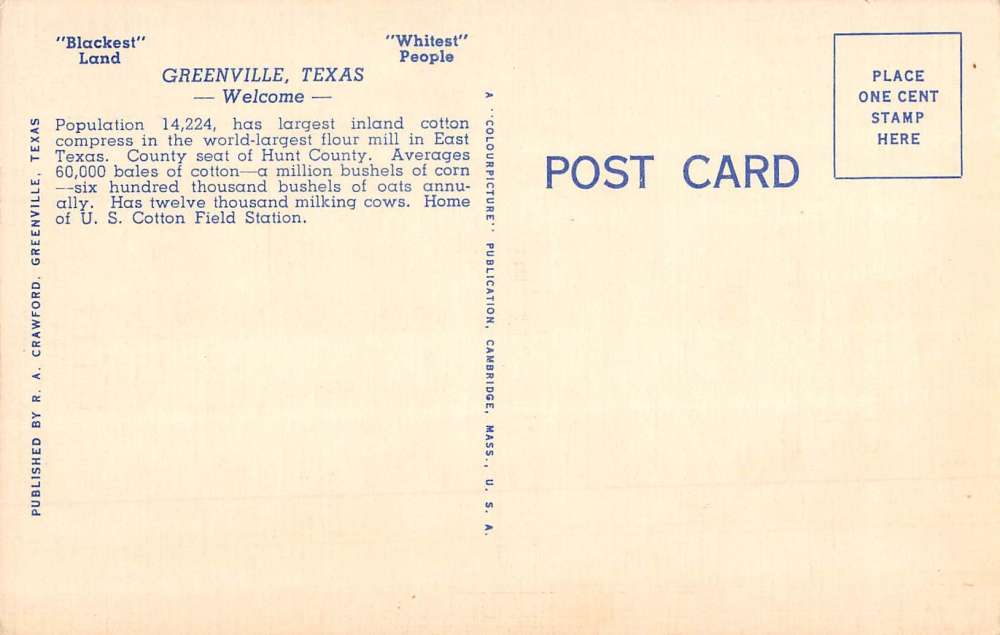 "Blackest"
Land
"Whitest"
People
GREENVILLE, TEXAS
— Welcome —
Population 14,224, has largest inland cotton
compress in the world-largest flour mill in East
Texas. County seat of Hunt County. Averages
60,000 bales of cotton—a million bushels of corn
—six hundred thousand bushels of oats annu-
ally. Has twelve thousand milking cows. Home
of U. S. Cotton Field Station.
PUBLISHED BY R. A. CRAWFORD, GREENVILLE, TEXAS
A "COLOURPICTURE" PUBLICATION, CAMBRIDGE, MASS., U. S. A.
POST CARD
PLACE
ONE CENT
STAMP
HERE